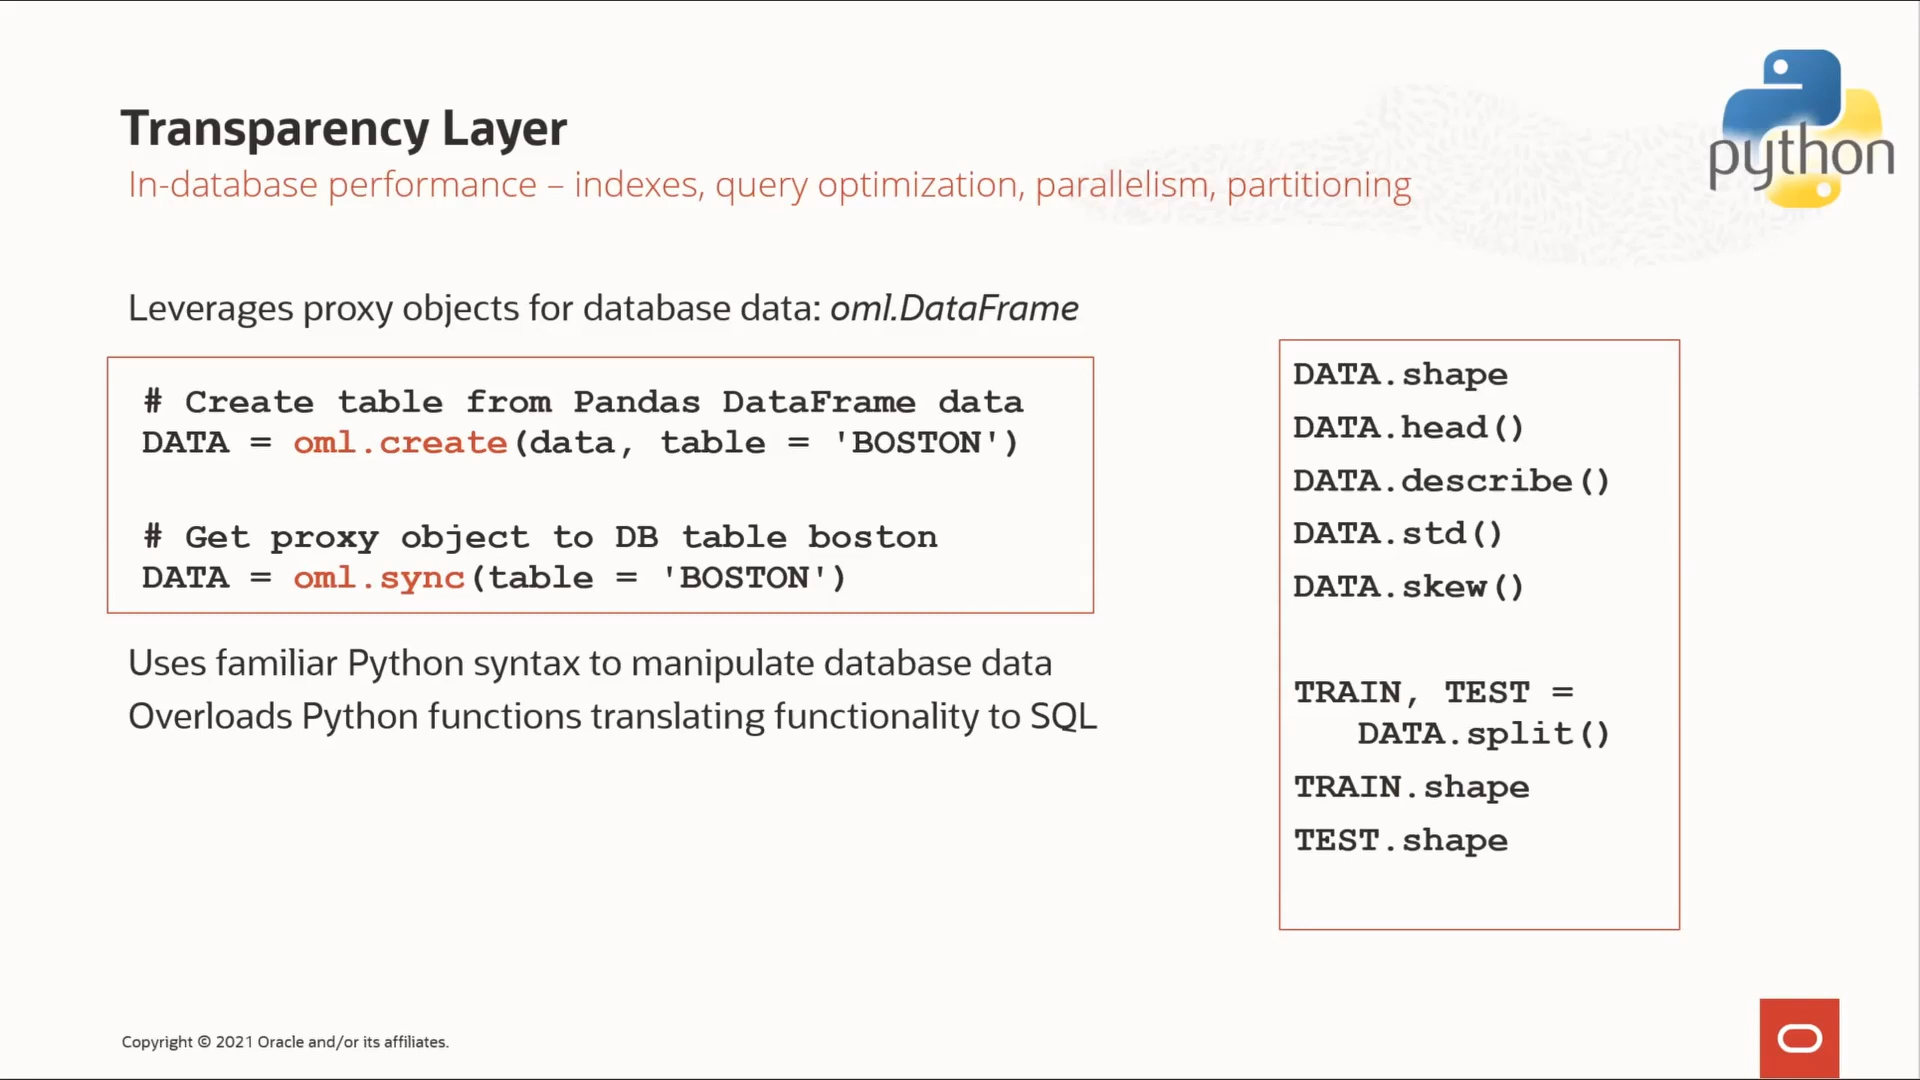 Transparency Layer
In-database performance – indexes, query optimization, parallelism, partitioning
python
Leverages proxy objects for database data: oml.DataFrame
# Create table from Pandas DataFrame data
DATA = oml.create(data, table = 'BOSTON')
# Get proxy object to DB table boston
DATA = oml.sync(table = 'BOSTON')
Uses familiar Python syntax to manipulate database data
Overloads Python functions translating functionality to SQL
DATA.shape
DATA.head()
DATA.describe()
DATA.std()
DATA.skew()
TRAIN, TEST =
DATA.split()
TRAIN.shape
TEST.shape
Copyright © 2021 Oracle and/or its affiliates.